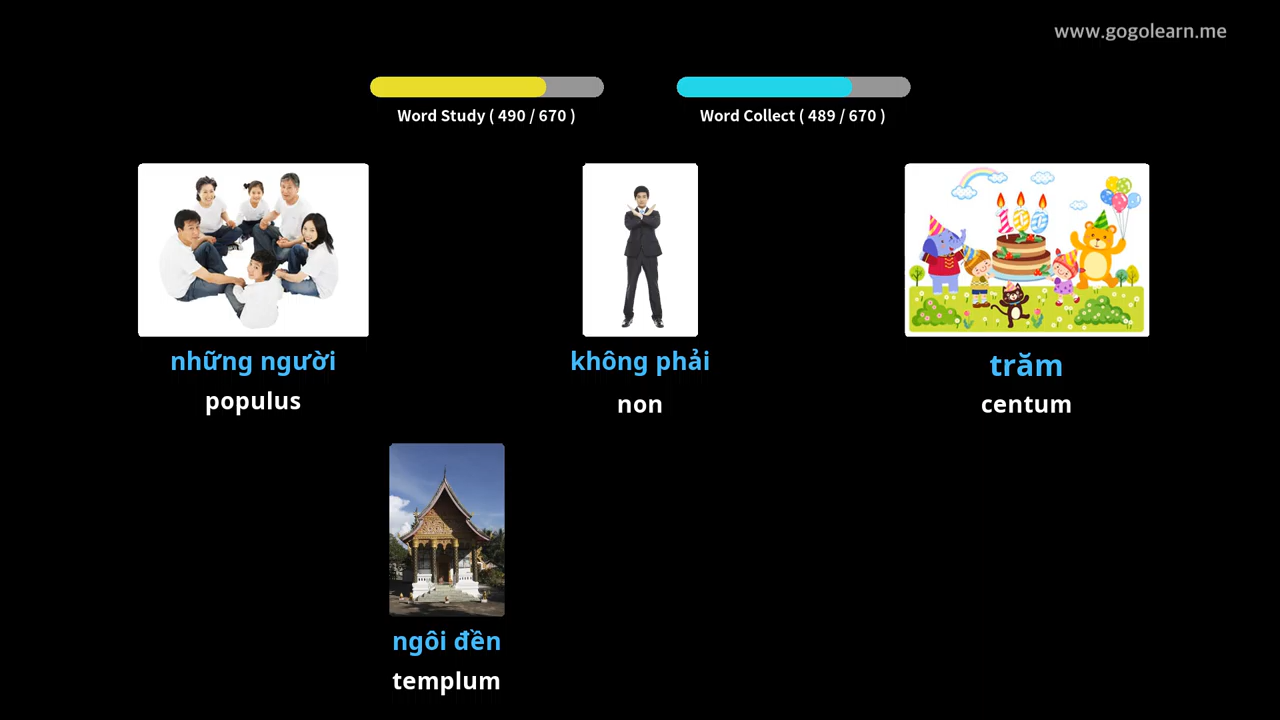 www.gogolearn.me
Word Study ( 490 / 670 )
Word Collect ( 489 / 670 )
những người
populus
không phải
non
trăm
centum
100
ngôi đền
templum